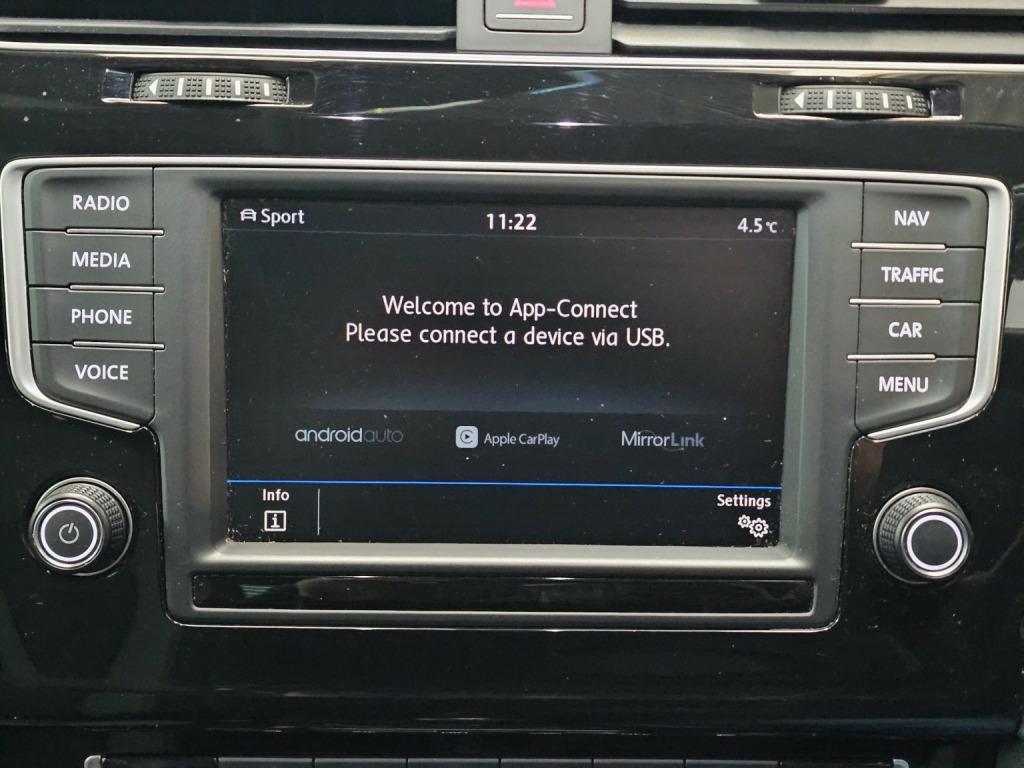 RADIO
MEDIA
PHONE
VOICE
Sport 11:22 4.5°C
Welcome to App-Connect
Please connect a device via USB.
androidauto Apple CarPlay MirrorLink
Info Settings
i
NAV
TRAFFIC
CAR
MENU